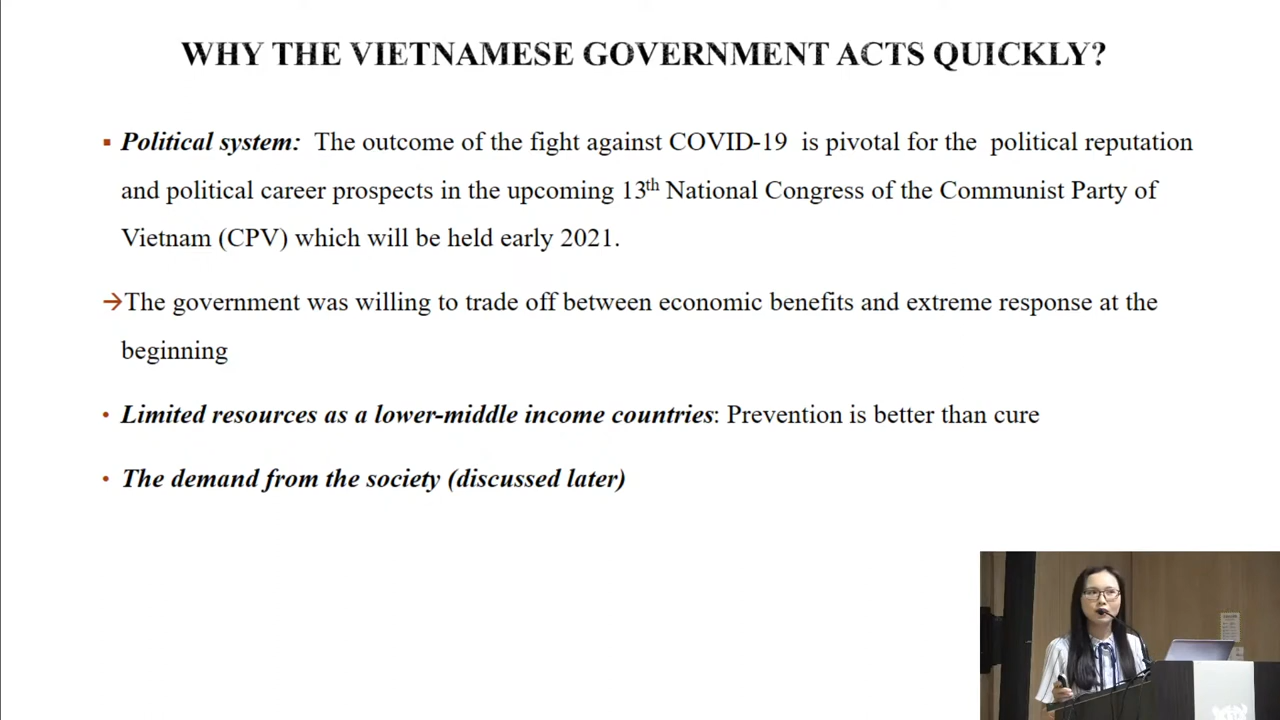 WHY THE VIETNAMESE GOVERNMENT ACTS QUICKLY?
▪ Political system: The outcome of the fight against COVID-19 is pivotal for the political reputation
and political career prospects in the upcoming 13th National Congress of the Communist Party of
Vietnam (CPV) which will be held early 2021.
→The government was willing to trade off between economic benefits and extreme response at the
beginning
• Limited resources as a lower-middle income countries: Prevention is better than cure
• The demand from the society (discussed later)